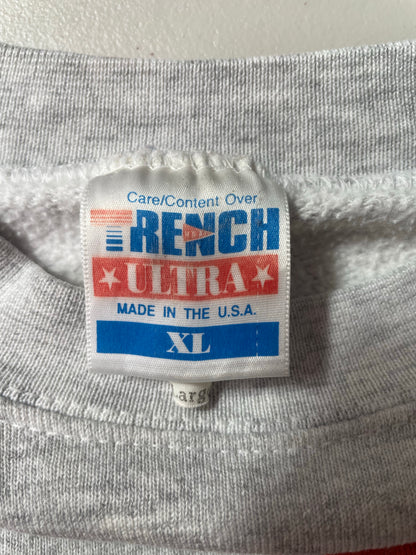 Care/Content Over
TRENCH
★ULTRA★
MADE IN THE U.S.A.
XL